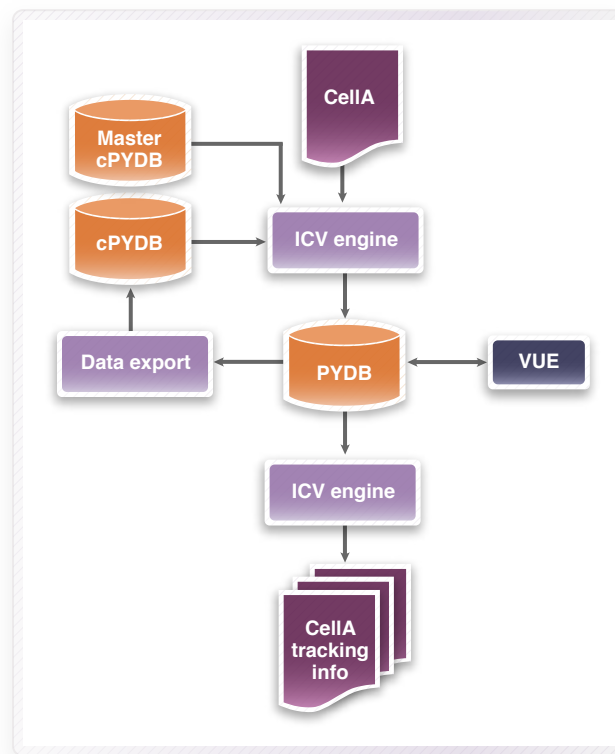 CellA
Master
cPYDB
cPYDB
ICV engine
Data export
PYDB
VUE
ICV engine
CellA
tracking
info